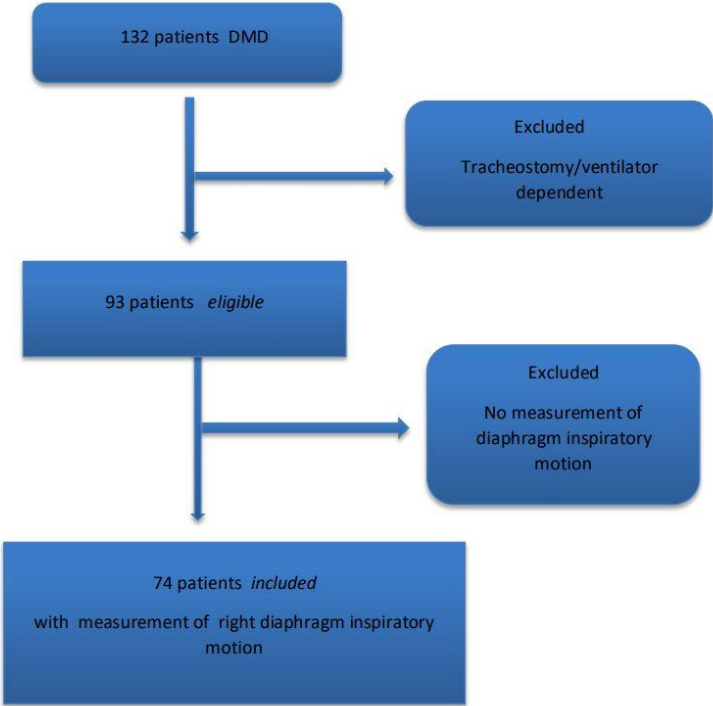 132 patients DMD
Excluded
Tracheostomy/ventilator
dependent
93 patients eligible
Excluded
No measurement of
diaphragm inspiratory
motion
74 patients included
with measurement of right diaphragm inspiratory
motion